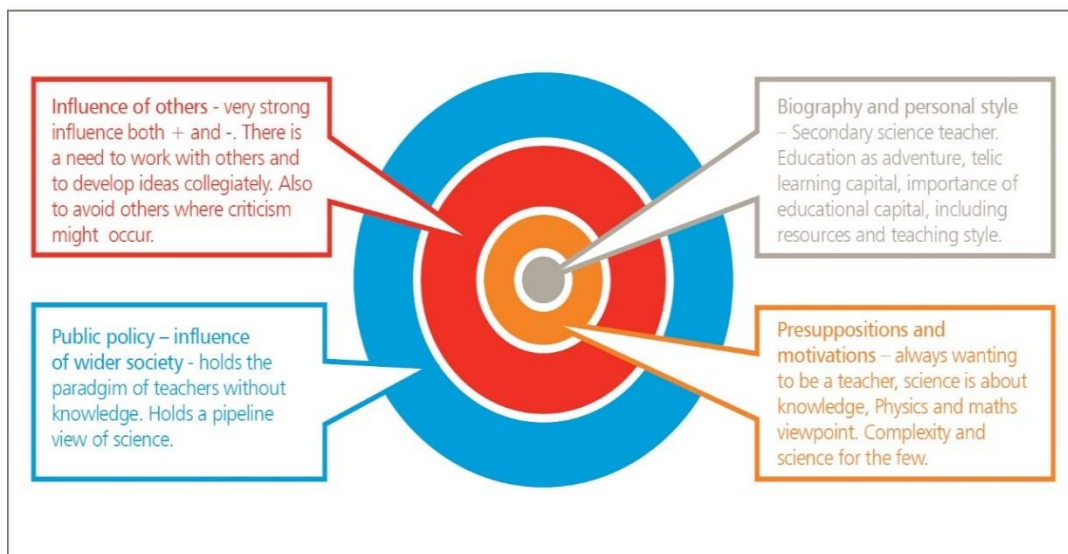 Influence of others - very strong
influence both + and -. There is
a need to work with others and
to develop ideas collegiately. Also
to avoid others where criticism
might occur.
Biography and personal style
– Secondary science teacher.
Education as adventure, telic
learning capital, importance of
educational capital, including
resources and teaching style.
Public policy – influence
of wider society - holds the
paradgim of teachers without
knowledge. Holds a pipeline
view of science.
Presuppositions and
motivations – always wanting
to be a teacher, science is about
knowledge, Physics and maths
viewpoint. Complexity and
science for the few.